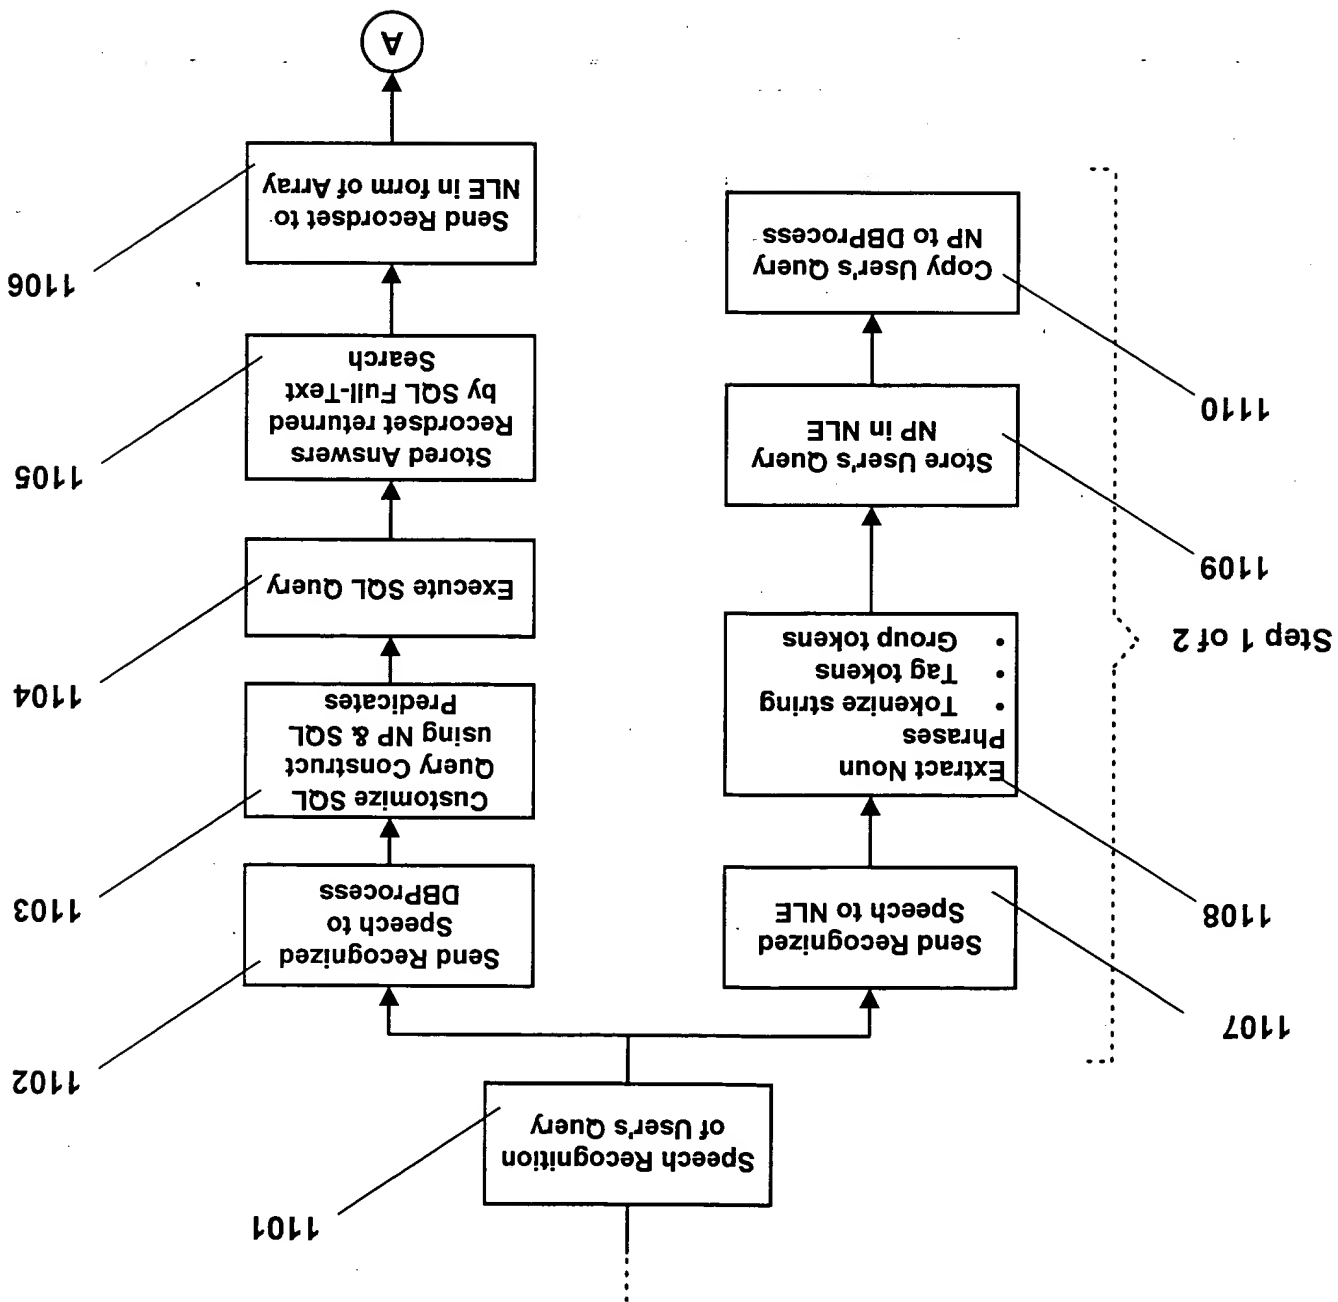 1101
Speech Recognition
of User's Query
1107
Send Recognized
Speech to NLE
1102
Send Recognized
Speech to
DBProcess
1108
Extract Noun
Phrases
• Tokenize string
• Tag tokens
• Group tokens
1103
Customize SQL
Query Construct
using NP & SQL
Predicates
Step 1 of 2
1104
Execute SQL Query
1109
Store User's Query
NP in NLE
1105
Stored Answers
Recordset returned
by SQL Full-Text
Search
1110
Copy User's Query
NP to DBProcess
1106
Send Recordset to
NLE in form of Array
A